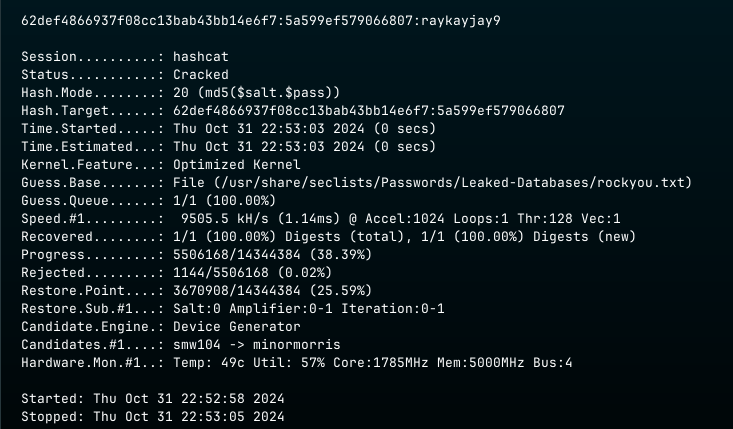 62def4866937f08cc13bab43bb14e6f7:5a599ef579066807:raykayjay9
Session..........: hashcat
Status...........: Cracked
Hash.Mode........: 20 (md5($salt.$pass))
Hash.Target......: 62def4866937f08cc13bab43bb14e6f7:5a599ef579066807
Time.Started.....: Thu Oct 31 22:53:03 2024 (0 secs)
Time.Estimated...: Thu Oct 31 22:53:03 2024 (0 secs)
Kernel.Feature...: Optimized Kernel
Guess.Base.......: File (/usr/share/seclists/Passwords/Leaked-Databases/rockyou.txt)
Guess.Queue......: 1/1 (100.00%)
Speed.#1.........:  9505.5 kH/s (1.14ms) @ Accel:1024 Loops:1 Thr:128 Vec:1
Recovered........: 1/1 (100.00%) Digests (total), 1/1 (100.00%) Digests (new)
Progress.........: 5506168/14344384 (38.39%)
Rejected.........: 1144/5506168 (0.02%)
Restore.Point....: 3670908/14344384 (25.59%)
Restore.Sub.#1...: Salt:0 Amplifier:0-1 Iteration:0-1
Candidate.Engine.: Device Generator
Candidates.#1....: smw104 -> minormorris
Hardware.Mon.#1..: Temp: 49c Util: 57% Core:1785MHz Mem:5000MHz Bus:4
Started: Thu Oct 31 22:52:58 2024
Stopped: Thu Oct 31 22:53:05 2024